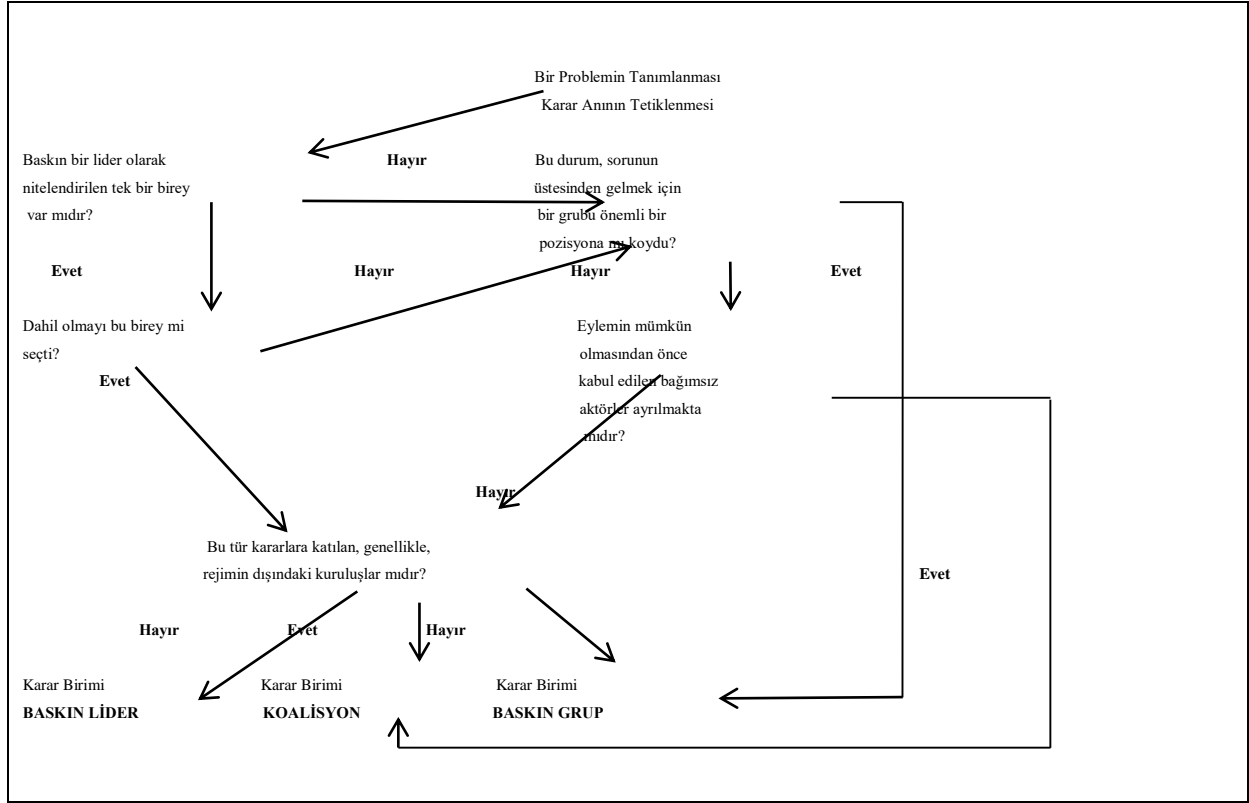 Bir Problemin Tanımlanması
Karar Anının Tetiklenmesi
Baskın bir lider olarak
nitelendirilen tek bir birey
var mıdır?
Hayır
Bu durum, sorunun
üstesinden gelmek için
bir grubu önemli bir
pozisyona mı koydu?
Evet
Hayır
Hayır
Evet
Dahil olmayı bu birey mi
seçti?
Evet
Eylemin mümkün
olmasından önce
kabul edilen bağımsız
aktörler ayrılmakta
mıdır?
Hayır
Bu tür kararlara katılan, genellikle,
rejimin dışındaki kuruluşlar mıdır?
Evet
Hayır
Evet
Hayır
Karar Birimi
BASKIN LİDER
Karar Birimi
KOALİSYON
Karar Birimi
BASKIN GRUP